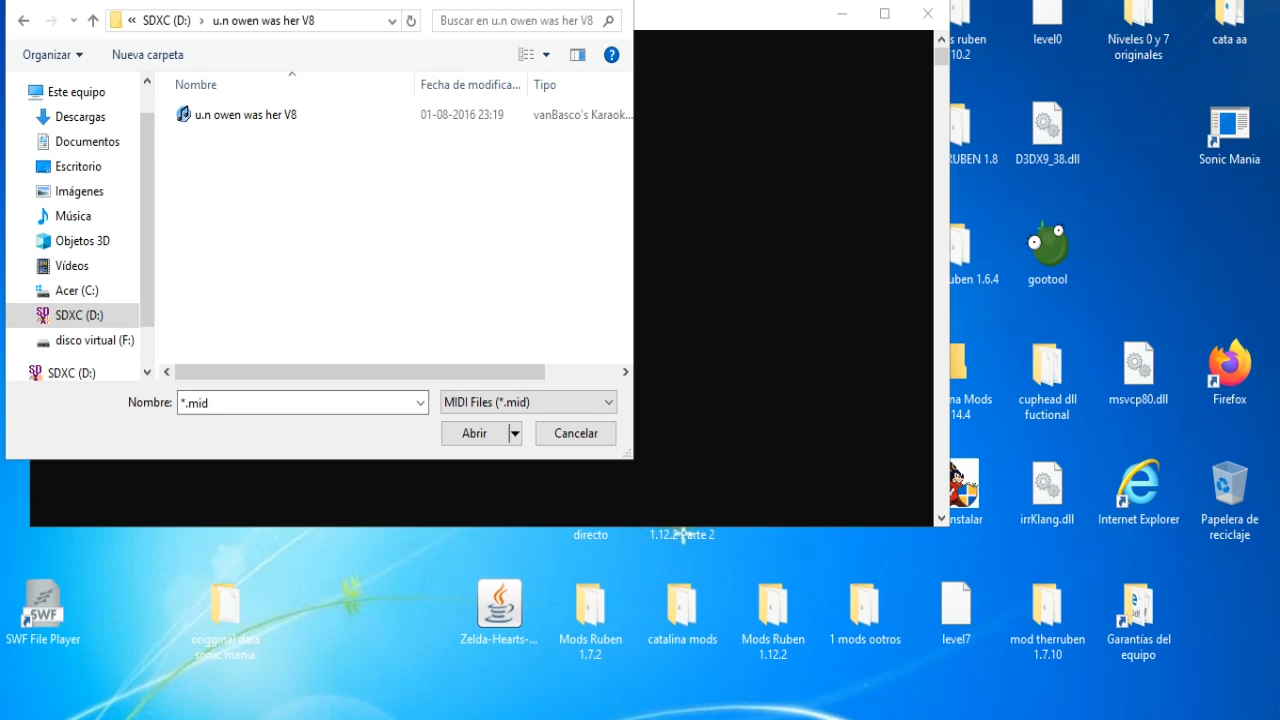 « SDXC (D:) › u.n owen was her V8
Buscar en u.n owen was her V8
Organizar
Nueva carpeta
Nombre
Fecha de modifica...
Tipo
u.n owen was her V8
01-08-2016 23:19
vanBasco's Karaok...
Este equipo
Descargas
Documentos
Escritorio
Imágenes
Música
Objetos 3D
Vídeos
Acer (C:)
SDXC (D:)
disco virtual (F:)
SDXC (D:)
Nombre:
*.mid
MIDI Files (*.mid)
Abrir
Cancelar
s ruben
10.2
level0
Niveles 0 y 7
originales
cata aa
RUBEN 1.8
D3DX9_38.dll
Sonic Mania
uben 1.6.4
gootool
na Mods
14.4
cuphead dll
fuctional
msvcp80.dll
Firefox
nstalar
irrKlang.dll
Internet Explorer
Papelera de
reciclaje
directo
1.12.2 Parte 2
SWF
SWF File Player
origginal data
sonic mania
Zelda-Hearts-...
Mods Ruben
1.7.2
catalina mods
Mods Ruben
1.12.2
1 mods ootros
level7
mod therruben
1.7.10
Garantías del
equipo